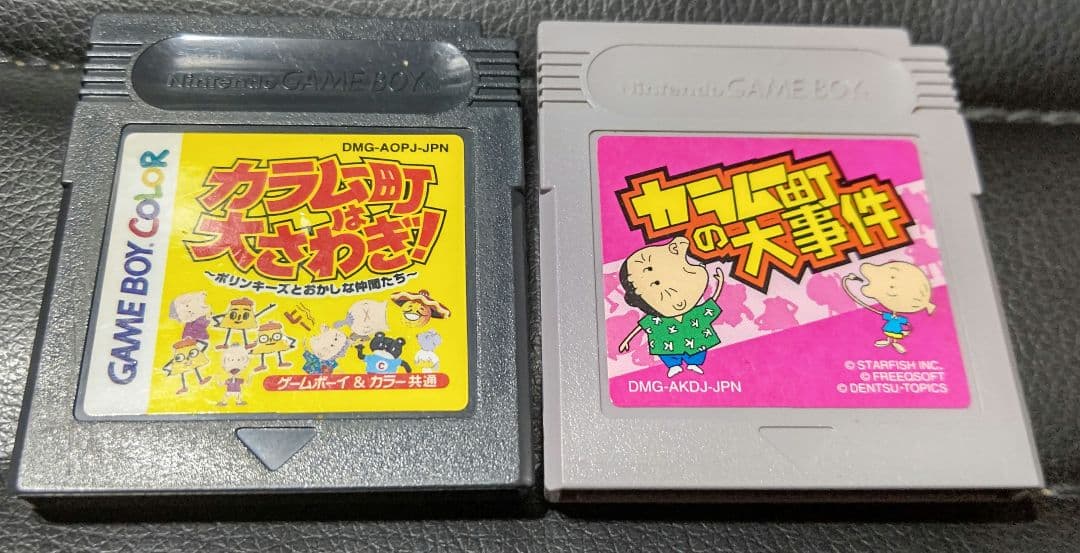 Nintendo GAME BOY
DMG-AOPJ-JPN
カラムー町
は
大さわぎ!
〜ポリンキーズとおかしな仲間たち〜
C
ゲームボーイ & カラー共通
GAME BOY COLOR
Nintendo GAME BOY
カラムー町
の大事件
DMG-AKDJ-JPN
© STARFISH INC.
© FREEQSOFT
© DENTSU-TOPICS